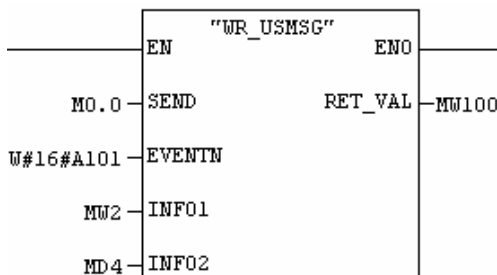 "WR_USMSG"
EN ENO
M0.0 SEND RET_VAL MW100
W#16#A101 EVENTN
MW2 INFO1
MD4 INFO2